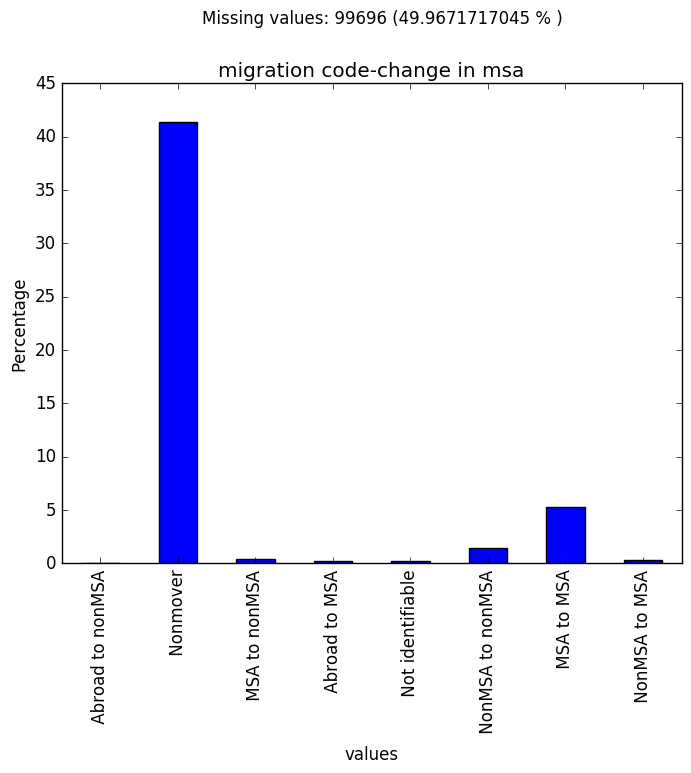 Missing values: 99696 (49.9671717045 % )
migration code-change in msa
45
40
35
30
25
20
15
10
5
0
Percentage
Abroad to nonMSA
Nonmover
MSA to nonMSA
Abroad to MSA
Not identifiable
NonMSA to nonMSA
MSA to MSA
NonMSA to MSA
values